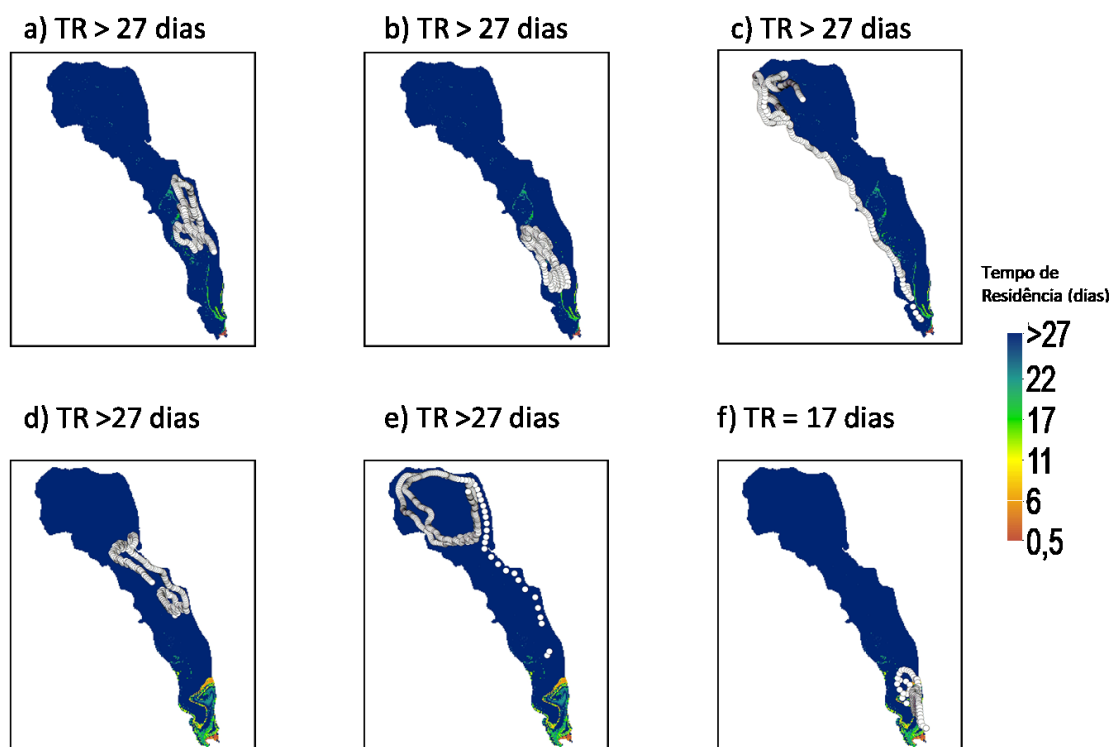 a) TR > 27 dias
b) TR > 27 dias
c) TR > 27 dias
Tempo de
Residência (dias)
>27
22
17
11
6
0,5
d) TR >27 dias
e) TR >27 dias
f) TR = 17 dias